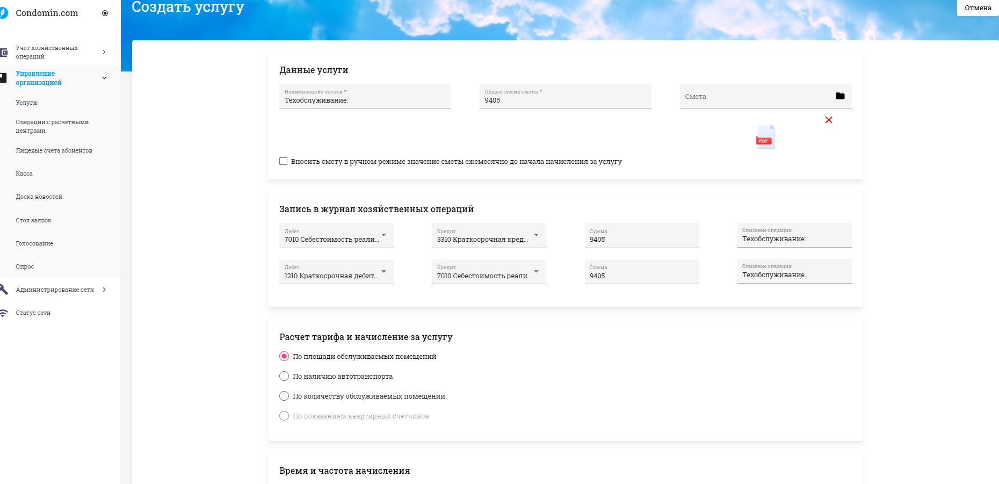 Condomin.com
Создать услугу
Отмена
Учет хозяйственных
операций
Управление
организацией
Услуги
Операции с расчетными
центрами
Лицевые счета абонентов
Касса
Доска новостей
Стол заявок
Голосование
Опрос
Администрирование сети
Статус сети
Данные услуги
Наименование услуги *
Техобслуживание.
Общая сумма сметы *
9405
Смета
PDF
Вносить смету в ручном режиме значение сметы ежемесячно до начала начисления за услугу
Запись в журнал хозяйственных операций
Дебет
7010 Себестоимость реали...
Кредит
3310 Краткосрочная кред...
Сумма
9405
Описание операции
Техобслуживание.
Дебет
1210 Краткосрочная дебит...
Кредит
7010 Себестоимость реали...
Сумма
9405
Описание операции
Техобслуживание.
Расчет тарифа и начисление за услугу
По площади обслуживаемых помещений
По наличию автотранспорта
По количеству обслуживаемых помещении
По показаниям квартирных счетчиков
Время и частота начисления